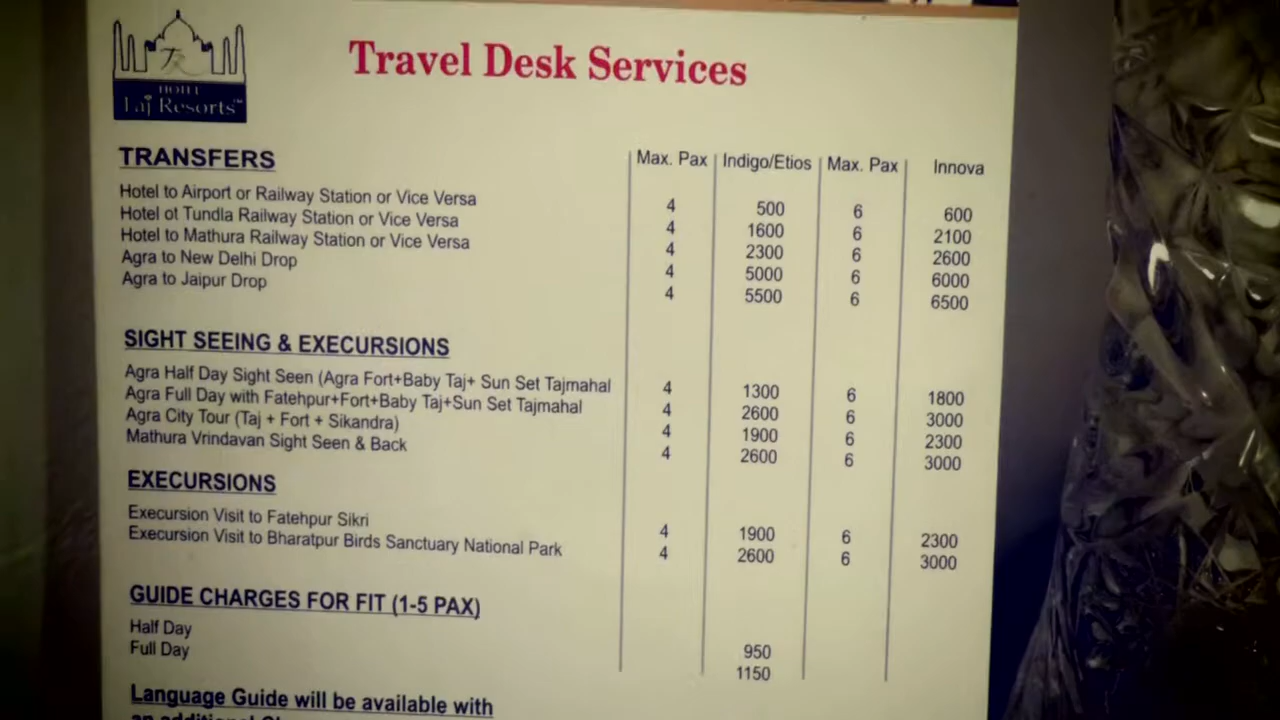 HOTEL
Taj Resorts™
Travel Desk Services
TRANSFERS Max. Pax Indigo/Etios Max. Pax Innova
Hotel to Airport or Railway Station or Vice Versa 4 500 6 600
Hotel ot Tundla Railway Station or Vice Versa 4 1600 6 2100
Hotel to Mathura Railway Station or Vice Versa 4 2300 6 2600
Agra to New Delhi Drop 4 5000 6 6000
Agra to Jaipur Drop 4 5500 6 6500
SIGHT SEEING & EXECURSIONS
Agra Half Day Sight Seen (Agra Fort+Baby Taj+ Sun Set Tajmahal 4 1300 6 1800
Agra Full Day with Fatehpur+Fort+Baby Taj+Sun Set Tajmahal 4 2600 6 3000
Agra City Tour (Taj + Fort + Sikandra) 4 1900 6 2300
Mathura Vrindavan Sight Seen & Back 4 2600 6 3000
EXECURSIONS
Execursion Visit to Fatehpur Sikri 4 1900 6 2300
Execursion Visit to Bharatpur Birds Sanctuary National Park 4 2600 6 3000
GUIDE CHARGES FOR FIT (1-5 PAX)
Half Day 950
Full Day 1150
Language Guide will be available with
an additional